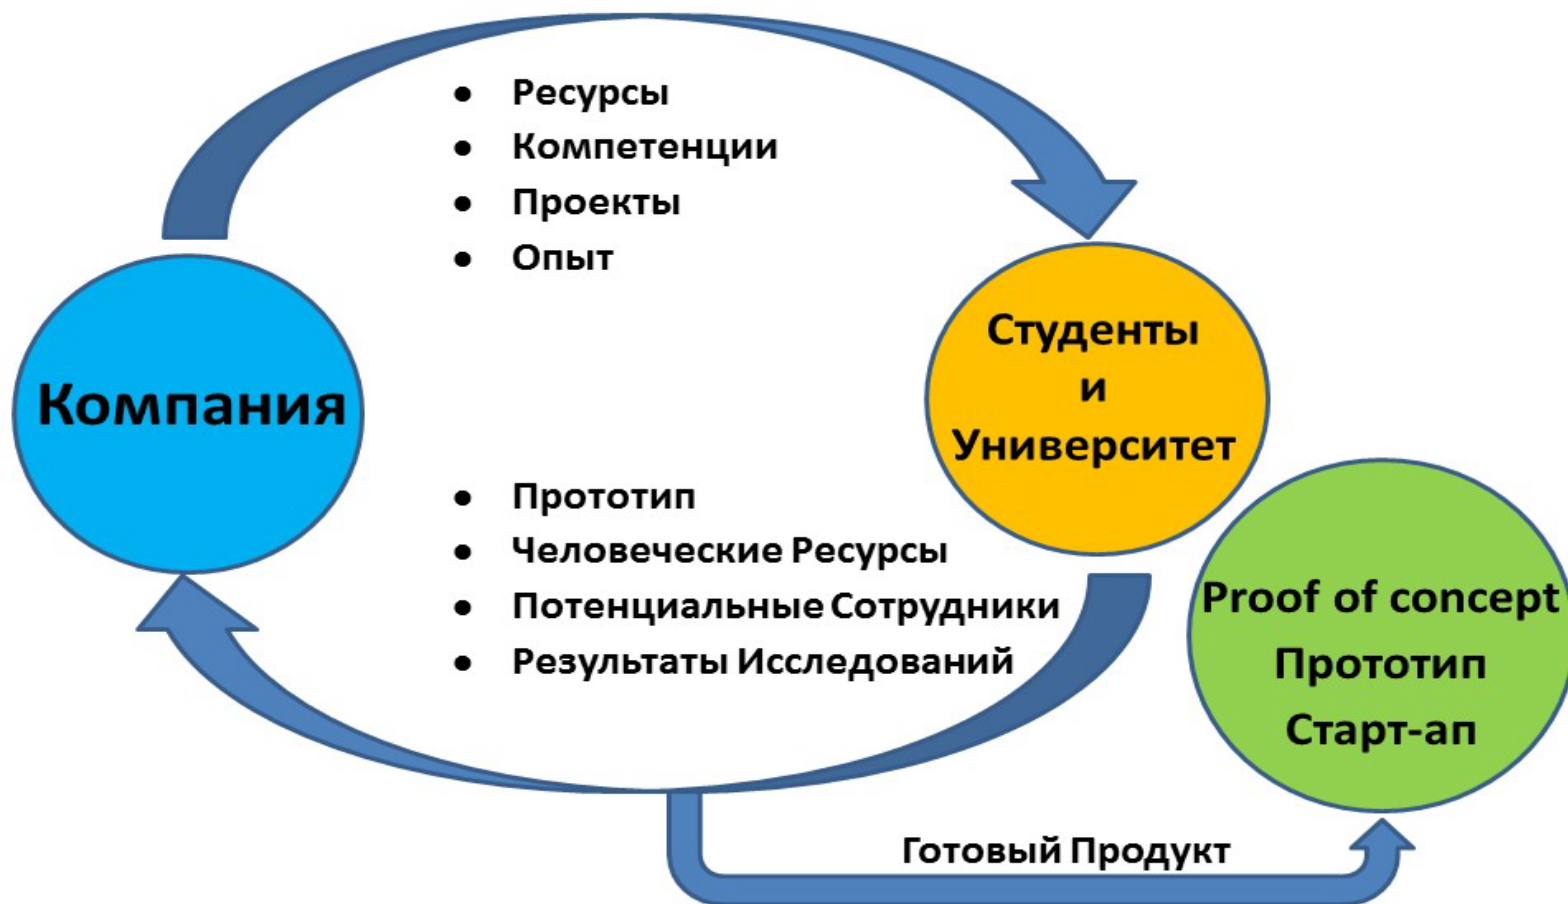 • Ресурсы
• Компетенции
• Проекты
• Опыт
Компания
Студенты
и
Университет
• Прототип
• Человеческие Ресурсы
• Потенциальные Сотрудники
• Результаты Исследований
Proof of concept
Прототип
Старт-ап
Готовый Продукт